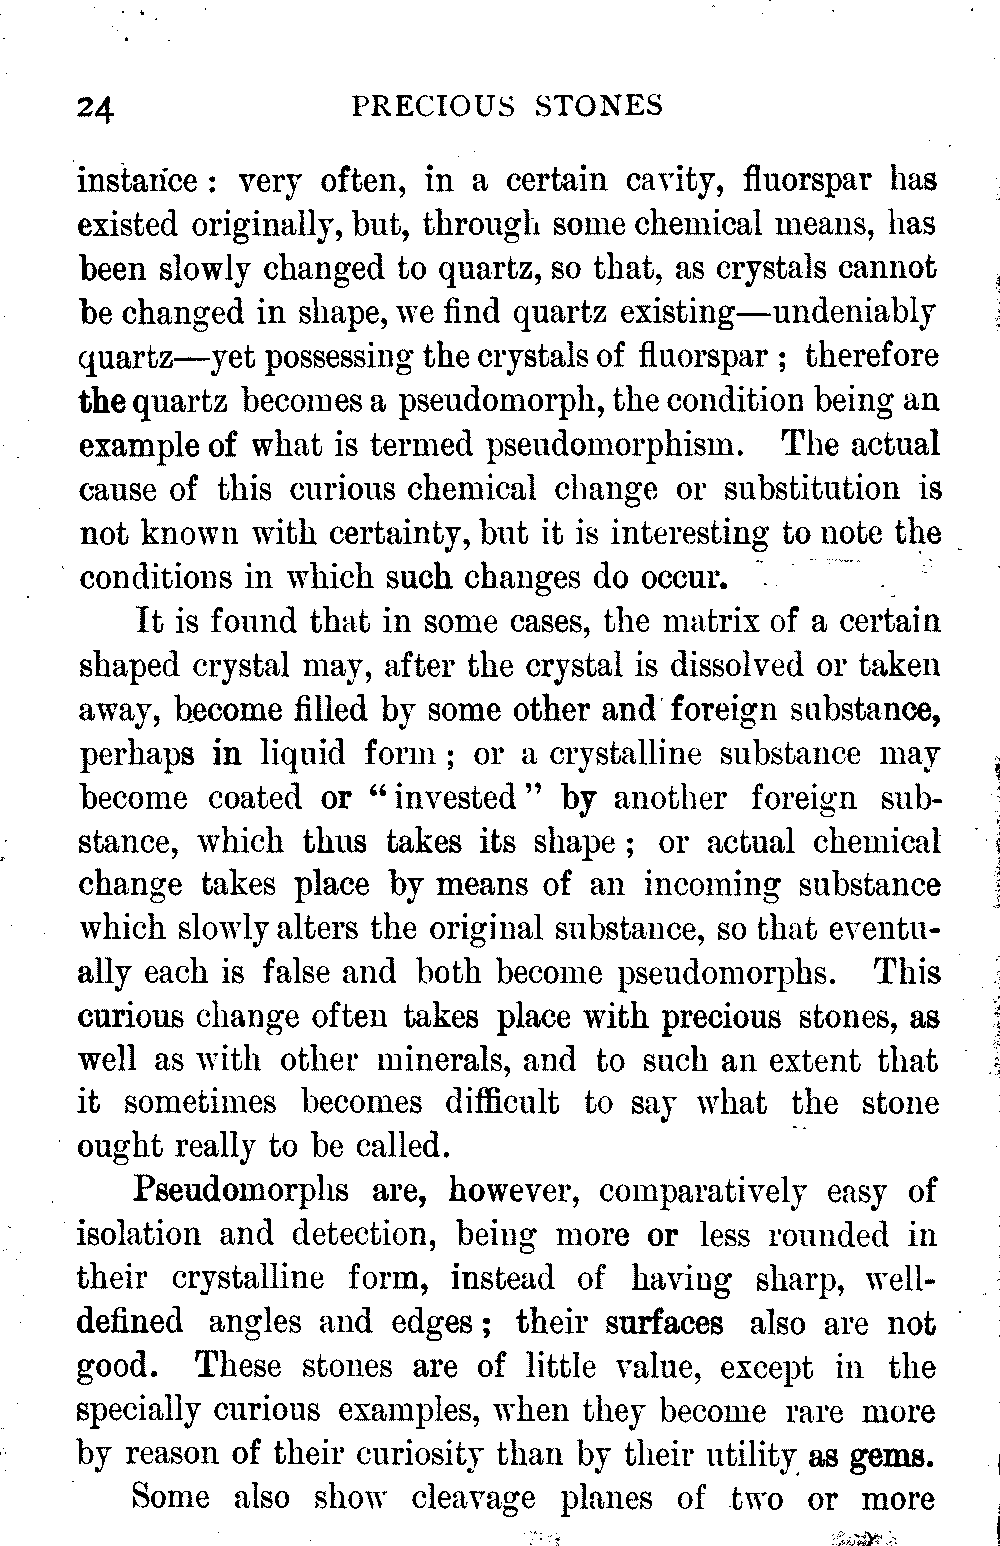 24 PRECIOUS STONES
instance : very often, in a certain cavity, fluorspar has
existed originally, but, through some chemical means, has
been slowly changed to quartz, so that, as crystals cannot
be changed in shape, we find quartz existing—undeniably
quartz—yet possessing the crystals of fluorspar ; therefore
the quartz becomes a pseudomorph, the condition being an
example of what is termed pseudomorphism. The actual
cause of this curious chemical change or substitution is
not known with certainty, but it is interesting to note the
conditions in which such changes do occur.
It is found that in some cases, the matrix of a certain
shaped crystal may, after the crystal is dissolved or taken
away, become filled by some other and foreign substance,
perhaps in liquid form ; or a crystalline substance may
become coated or “ invested ” by another foreign sub-
stance, which thus takes its shape ; or actual chemical
change takes place by means of an incoming substance
which slowly alters the original substance, so that eventu-
ally each is false and both become pseudomorphs. This
curious change often takes place with precious stones, as
well as with other minerals, and to such an extent that
it sometimes becomes difficult to say what the stone
ought really to be called.
Pseudomorphs are, however, comparatively easy of
isolation and detection, being more or less rounded in
their crystalline form, instead of having sharp, well-
defined angles and edges ; their surfaces also are not
good. These stones are of little value, except in the
specially curious examples, when they become rare more
by reason of their curiosity than by their utility as gems.
Some also show cleavage planes of two or more